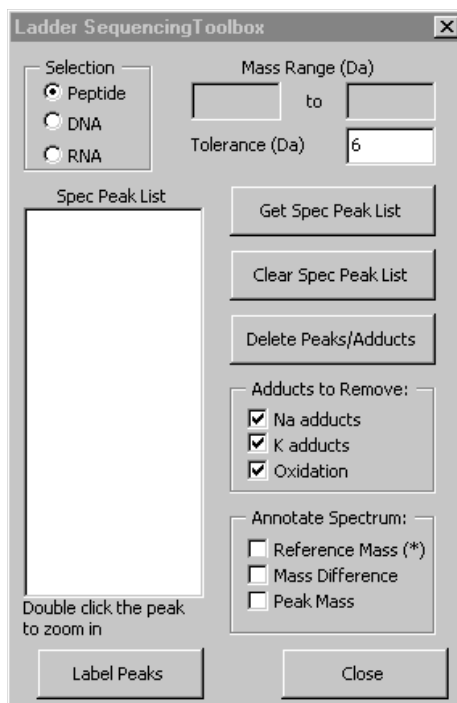 Ladder SequencingToolbox
Selection
Peptide
DNA
RNA
Mass Range (Da)
to
Tolerance (Da)
6
Spec Peak List
Get Spec Peak List
Clear Spec Peak List
Delete Peaks/Adducts
Adducts to Remove:
Na adducts
K adducts
Oxidation
Annotate Spectrum:
Reference Mass (*)
Mass Difference
Peak Mass
Double click the peak
to zoom in
Label Peaks
Close